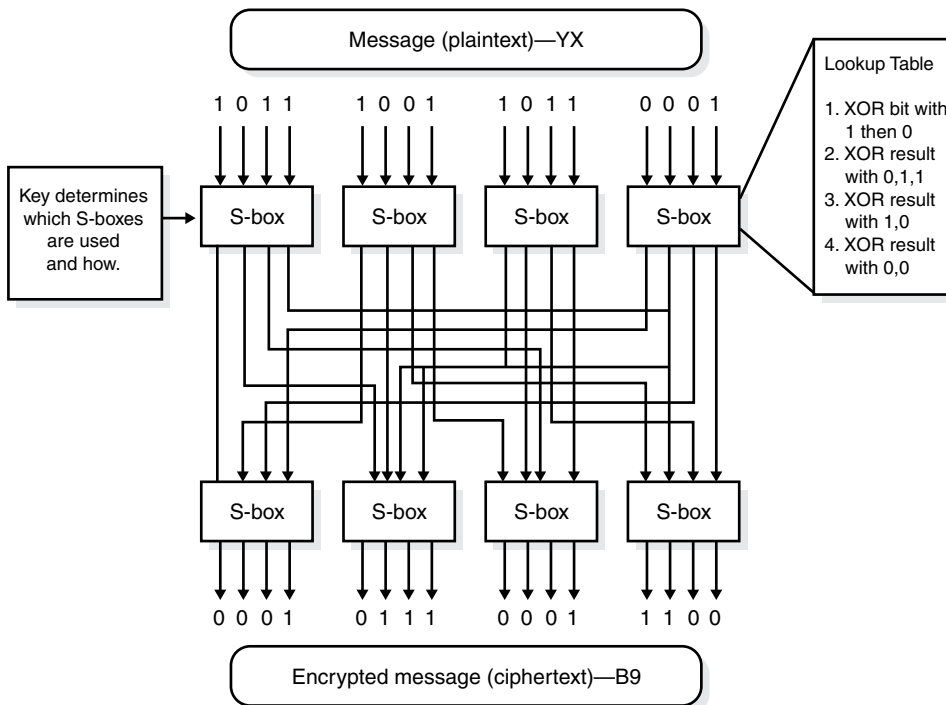 Message (plaintext)—YX
1 0 1 1 1 0 0 1 1 0 1 1 0 0 0 1
Key determines
which S-boxes
are used
and how.
S-box S-box S-box S-box
Lookup Table
1. XOR bit with
1 then 0
2. XOR result
with 0,1,1
3. XOR result
with 1,0
4. XOR result
with 0,0
S-box S-box S-box S-box
0 0 0 1 0 1 1 1 0 0 0 1 1 1 0 0
Encrypted message (ciphertext)—B9